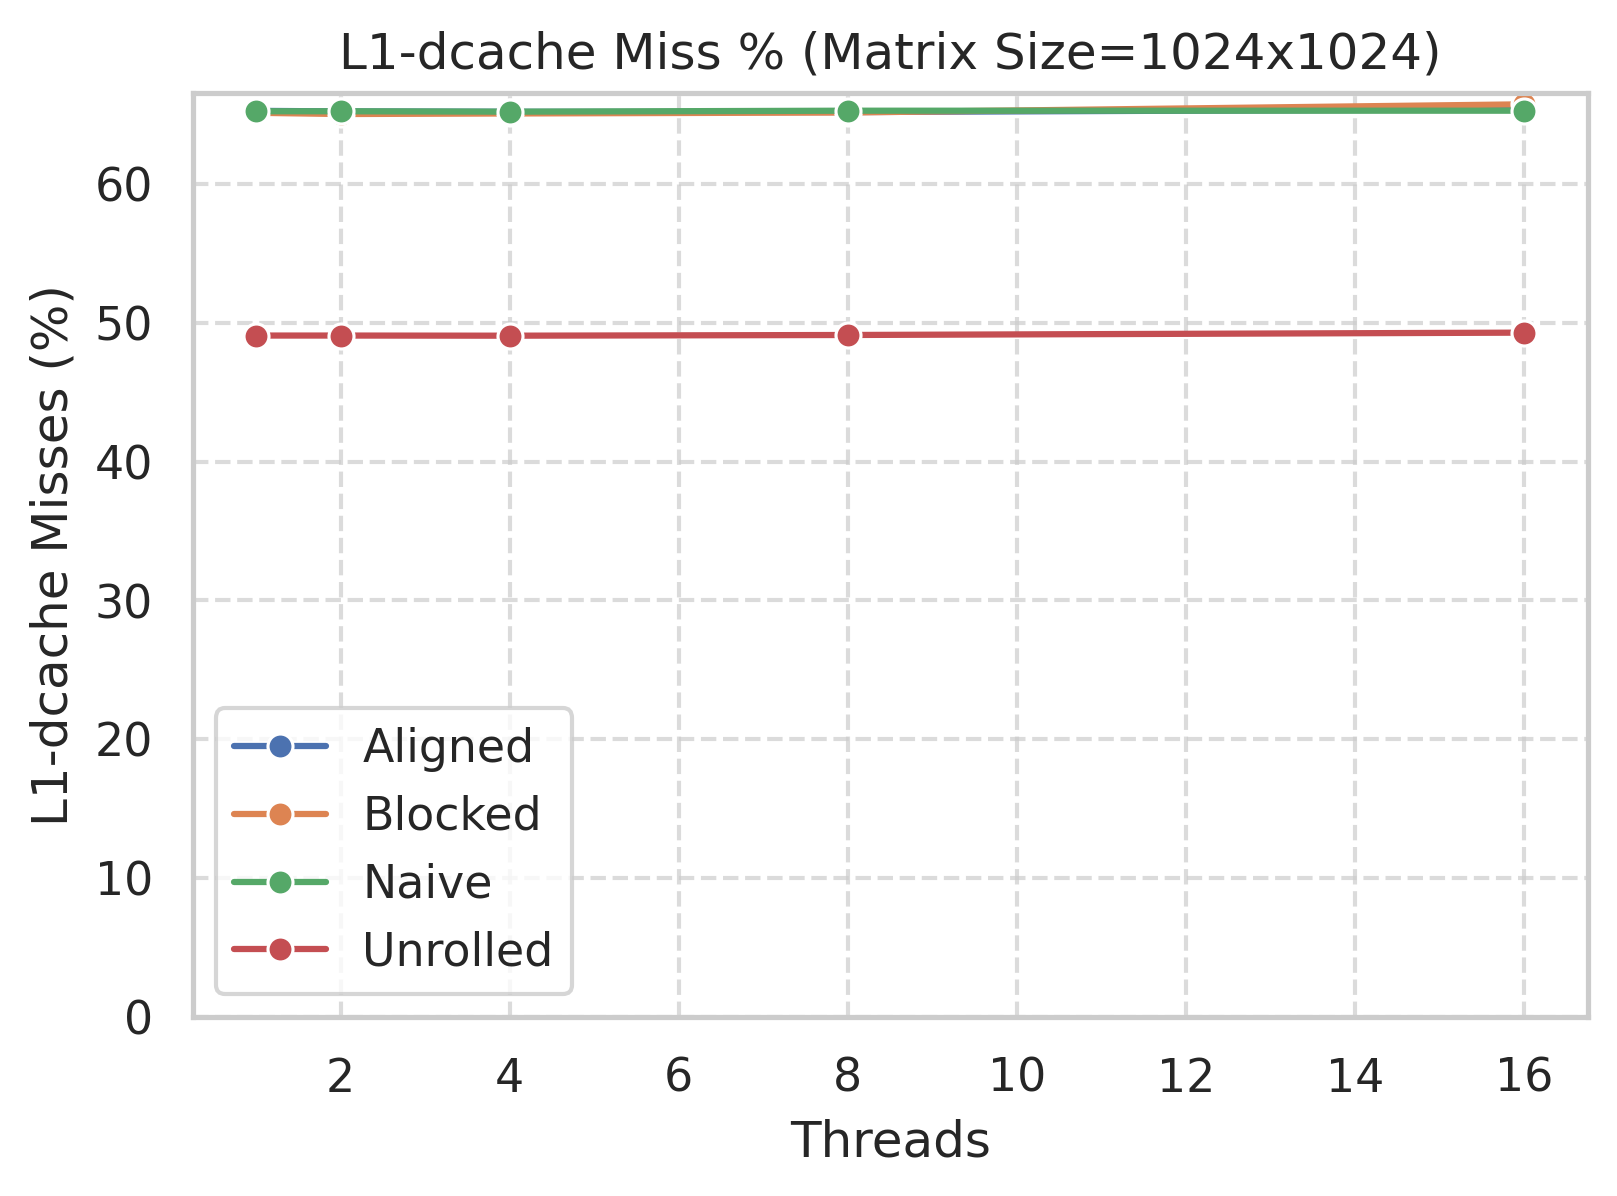 L1-dcache Miss % (Matrix Size=1024x1024)
L1-dcache Misses (%)
60
50
40
30
20
10
0
Aligned
Blocked
Naive
Unrolled
2 4 6 8 10 12 14 16
Threads